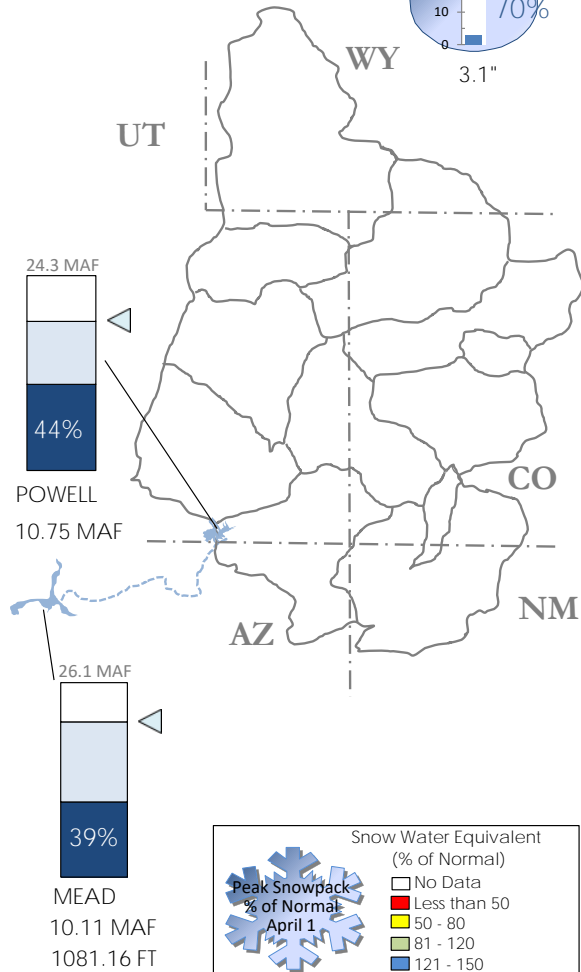 10
70%
0
3.1"
WY
UT
24.3 MAF
44%
POWELL
10.75 MAF
CO
NM
AZ
26.1 MAF
39%
MEAD
10.11 MAF
1081.16 FT
Peak Snowpack
% of Normal
April 1
Snow Water Equivalent
(% of Normal)
No Data
Less than 50
50 - 80
81 - 120
121 - 150